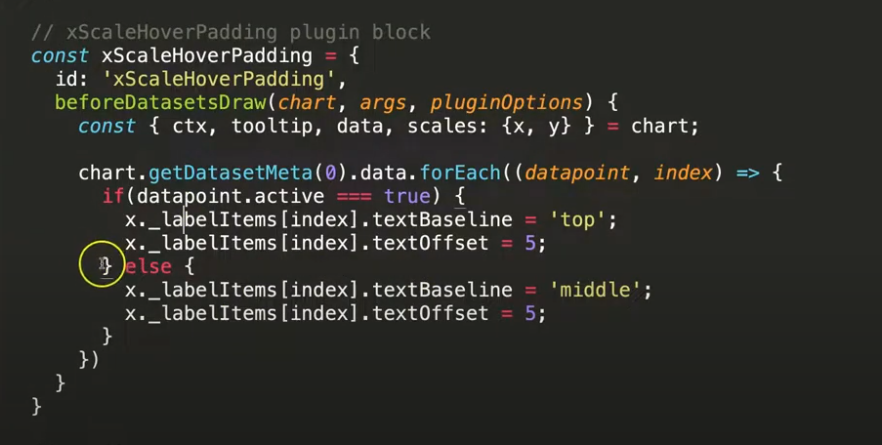 // xScaleHoverPadding plugin block
const xScaleHoverPadding = {
  id: 'xScaleHoverPadding',
  beforeDatasetsDraw(chart, args, pluginOptions) {
    const { ctx, tooltip, data, scales: {x, y} } = chart;

    chart.getDatasetMeta(0).data.forEach((datapoint, index) => {
      if(datapoint.active === true) {
        x._labelItems[index].textBaseline = 'top';
        x._labelItems[index].textOffset = 5;
      } else {
        x._labelItems[index].textBaseline = 'middle';
        x._labelItems[index].textOffset = 5;
      }
    })
  }
}